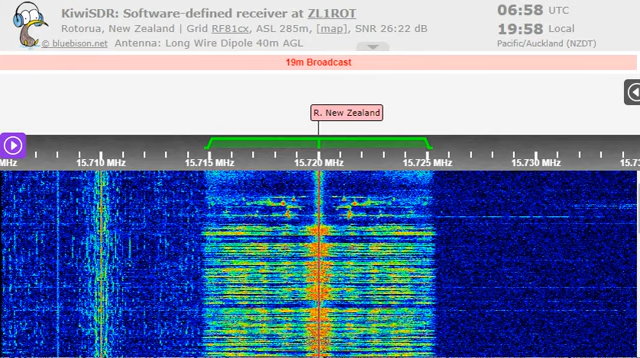 KiwiSDR: Software-defined receiver at ZL1ROT
06:58 UTC
Rotorua, New Zealand | Grid RF81cx, ASL 285m, [map], SNR 26:22 dB
19:58 Local
© bluebison.net Antenna: Long Wire Dipole 40m AGL
Pacific/Auckland (NZDT)
19m Broadcast
R. New Zealand
MHz 15.710 MHz 15.715 MHz 15.720 MHz 15.725 MHz 15.730 MHz 15.73